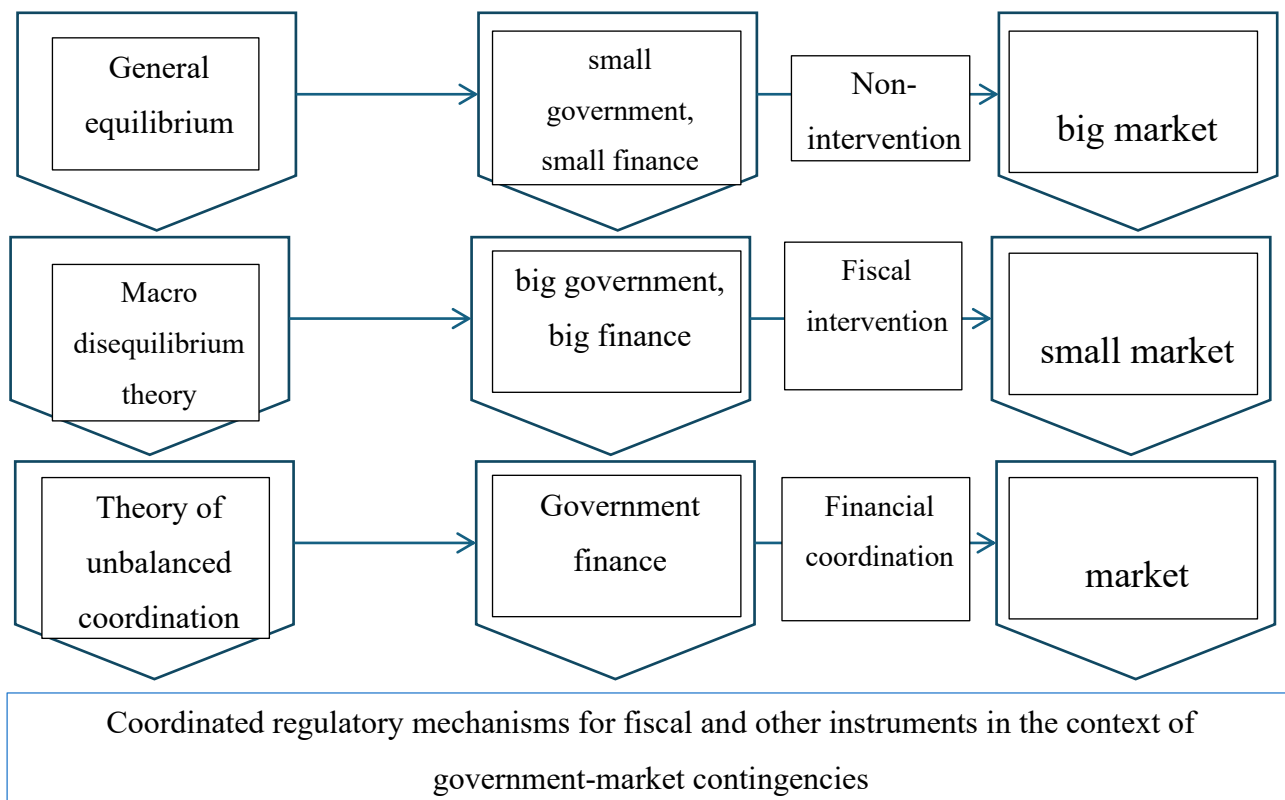 General
equilibrium
small
government,
small finance
Non-
intervention
big market
Macro
disequilibrium
theory
big government,
big finance
Fiscal
intervention
small market
Theory of
unbalanced
coordination
Government
finance
Financial
coordination
market
Coordinated regulatory mechanisms for fiscal and other instruments in the context of
government-market contingencies